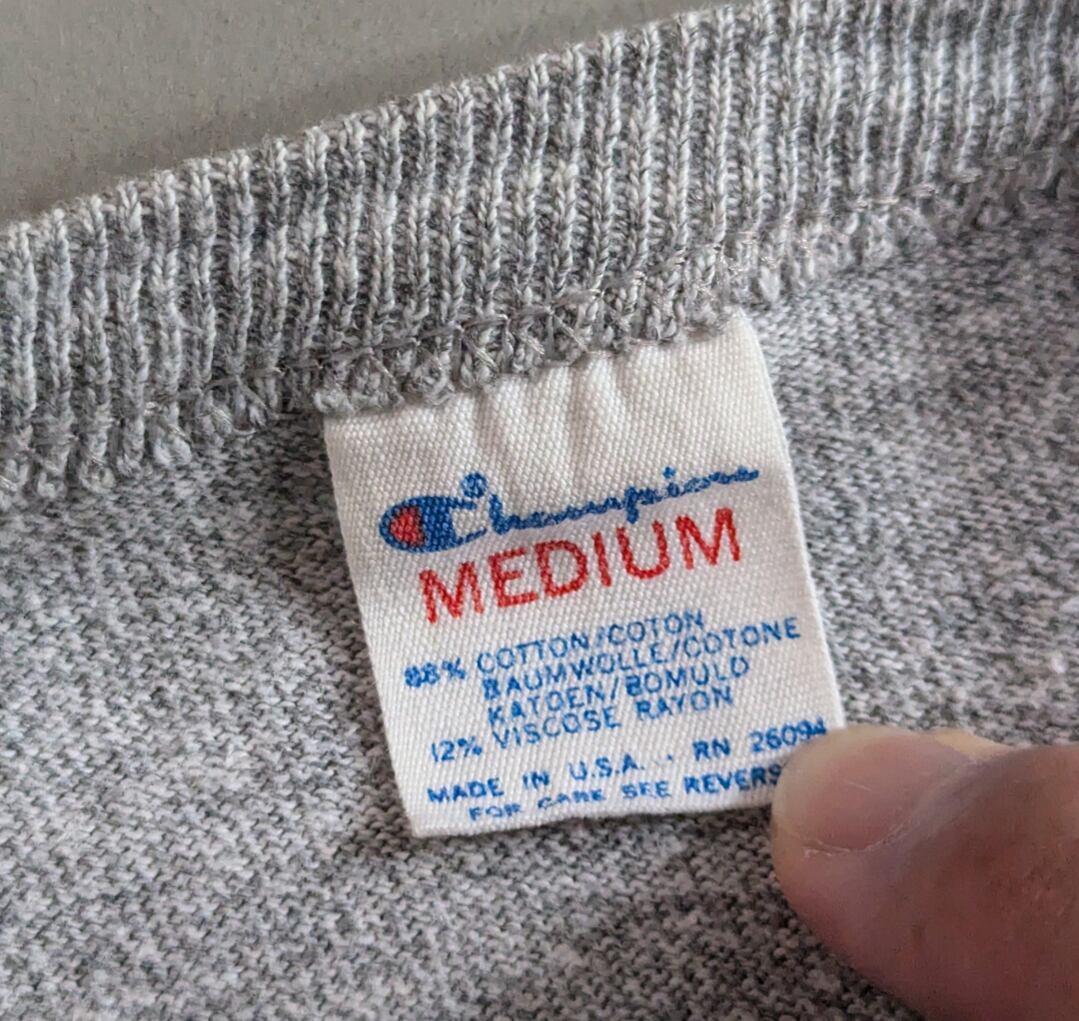 Champion
MEDIUM
88% COTTON/COTON
BAUMWOLLE/COTONE
KATOEN/BOMULD
12% VISCOSE RAYON
MADE IN U.S.A. · RN 26094
FOR CARE SEE REVERS